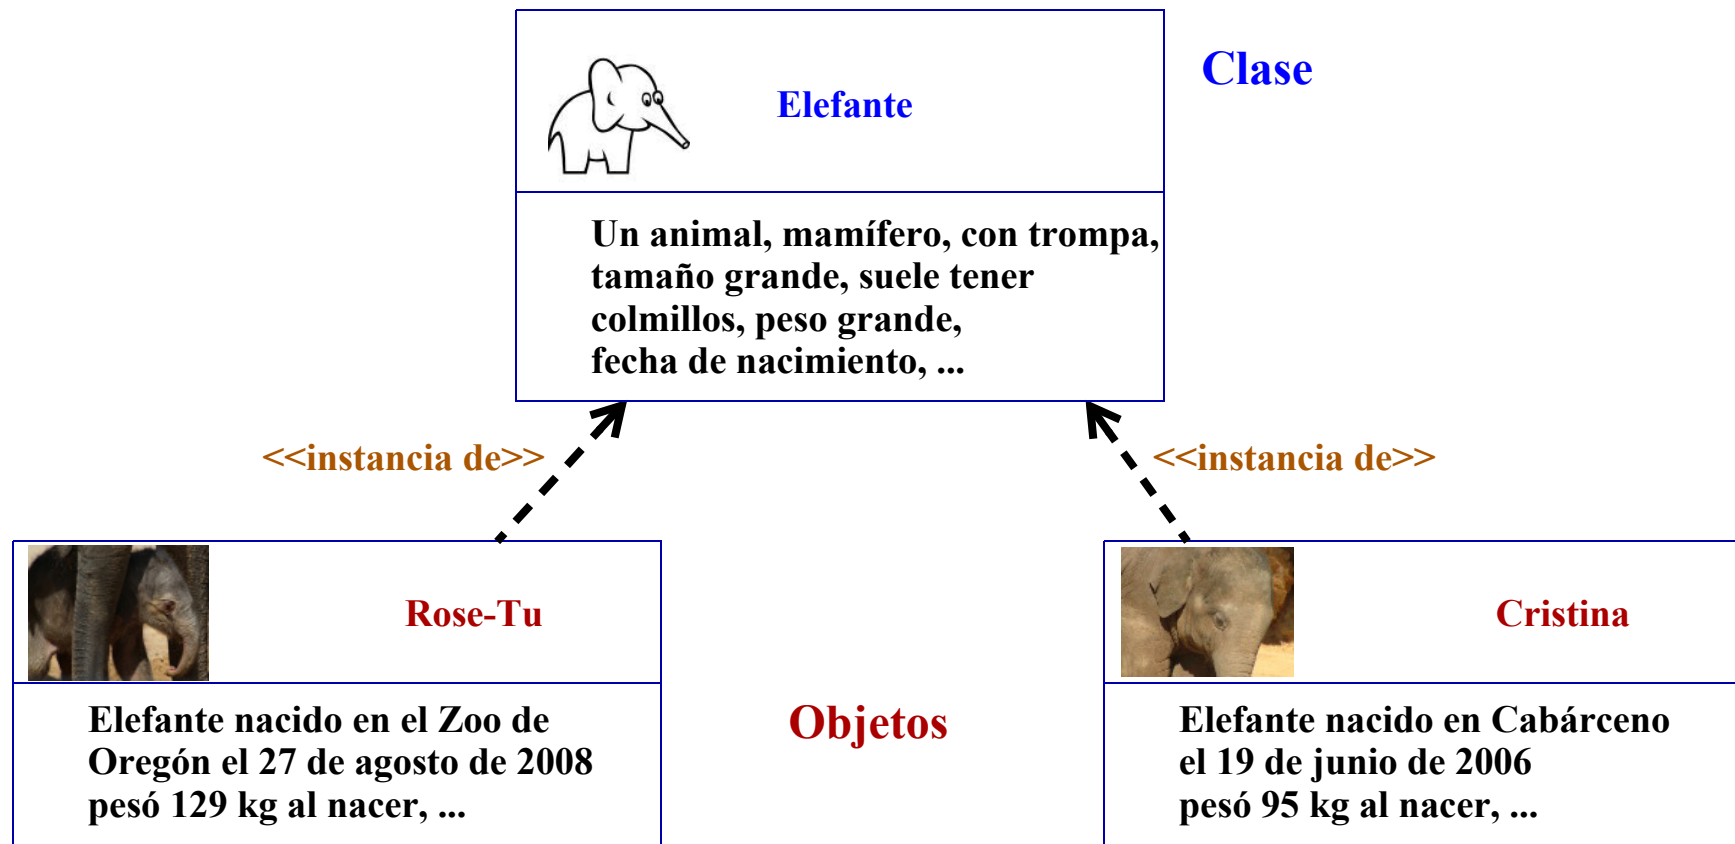 Clase
Elefante
Un animal, mamífero, con trompa,
tamaño grande, suele tener
colmillos, peso grande,
fecha de nacimiento, ...
<<instancia de>>
<<instancia de>>
Rose-Tu
Elefante nacido en el Zoo de
Oregón el 27 de agosto de 2008
pesó 129 kg al nacer, ...
Objetos
Cristina
Elefante nacido en Cabárceno
el 19 de junio de 2006
pesó 95 kg al nacer, ...